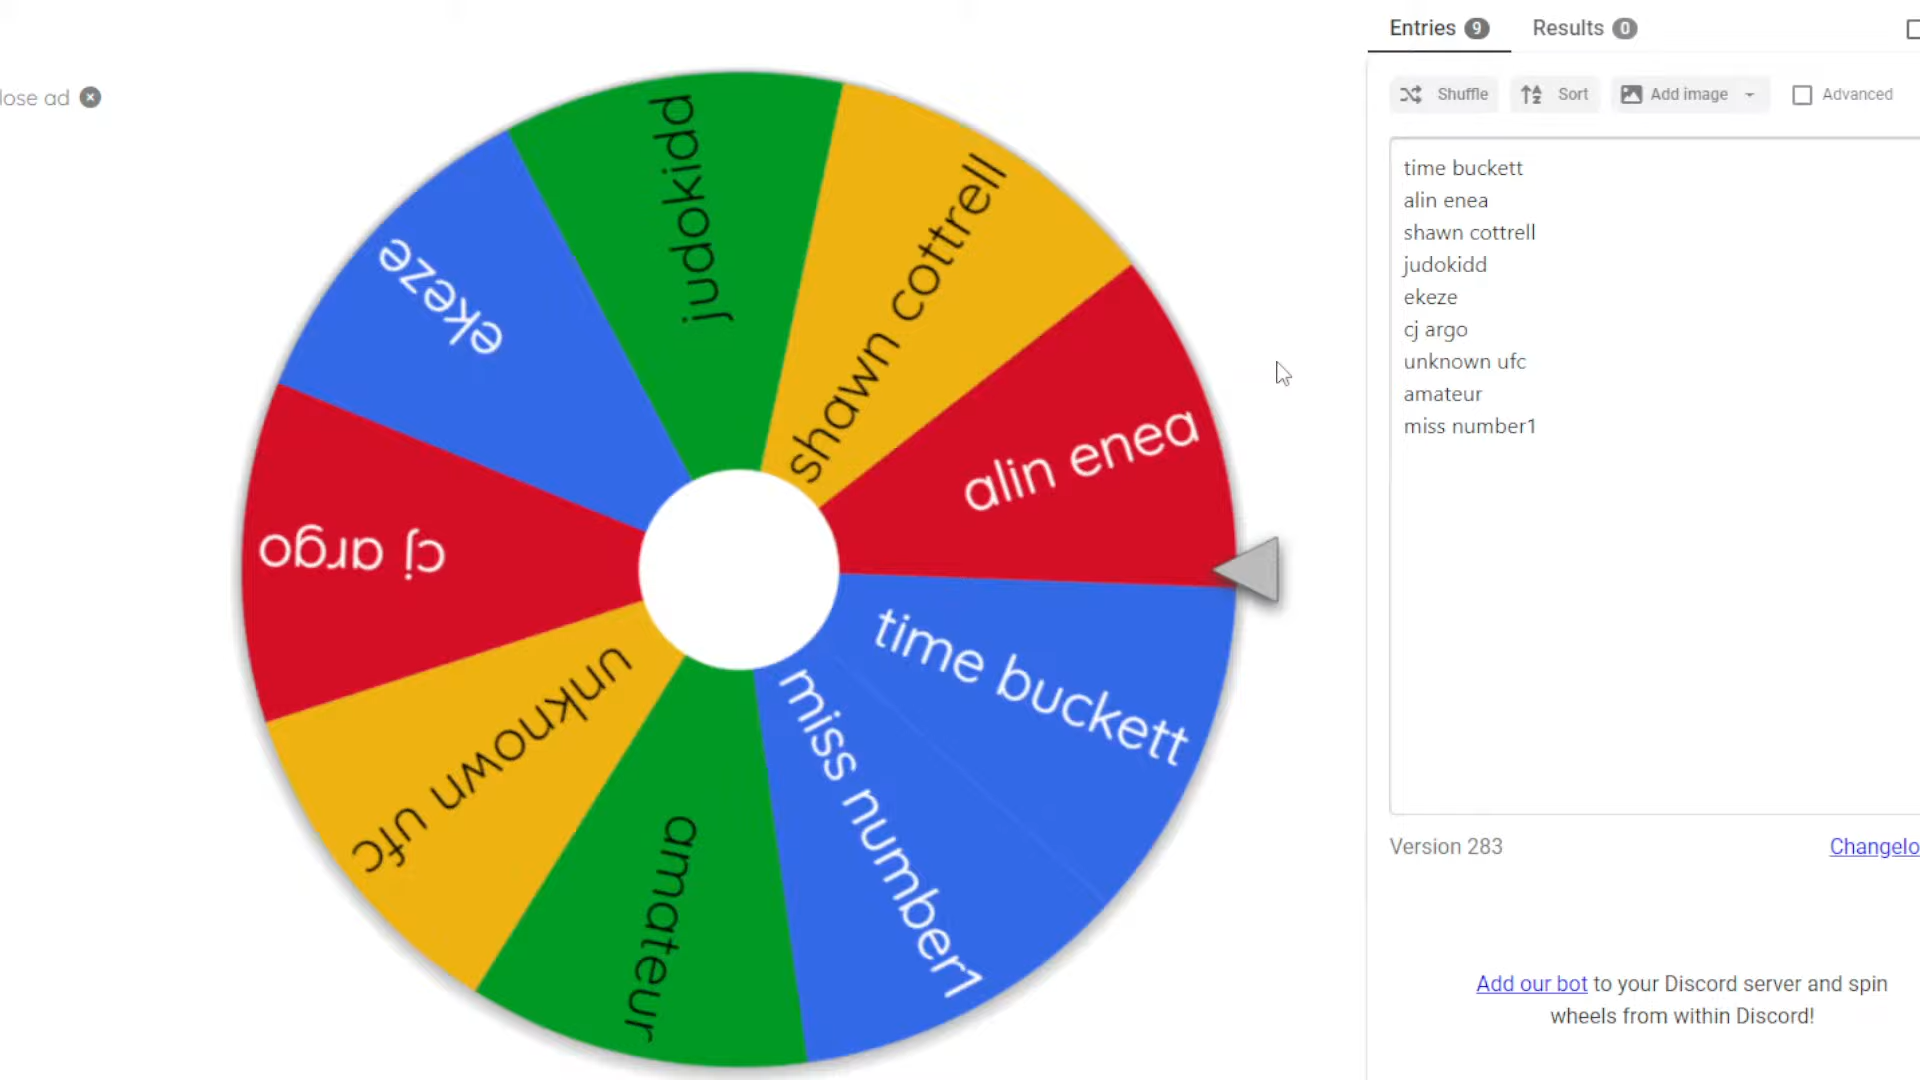 Entries 9 Results 0
lose ad
Shuffle Sort Add image Advanced
time buckett
alin enea
shawn cottrell
judokidd
ekeze
cj argo
unknown ufc
amateur
miss number1
judokidd
shawn cottrell
ekeze
alin enea
cj argo
time buckett
unknown ufc
miss number1
amateur
Version 283 Changelo
Add our bot to your Discord server and spin
wheels from within Discord!